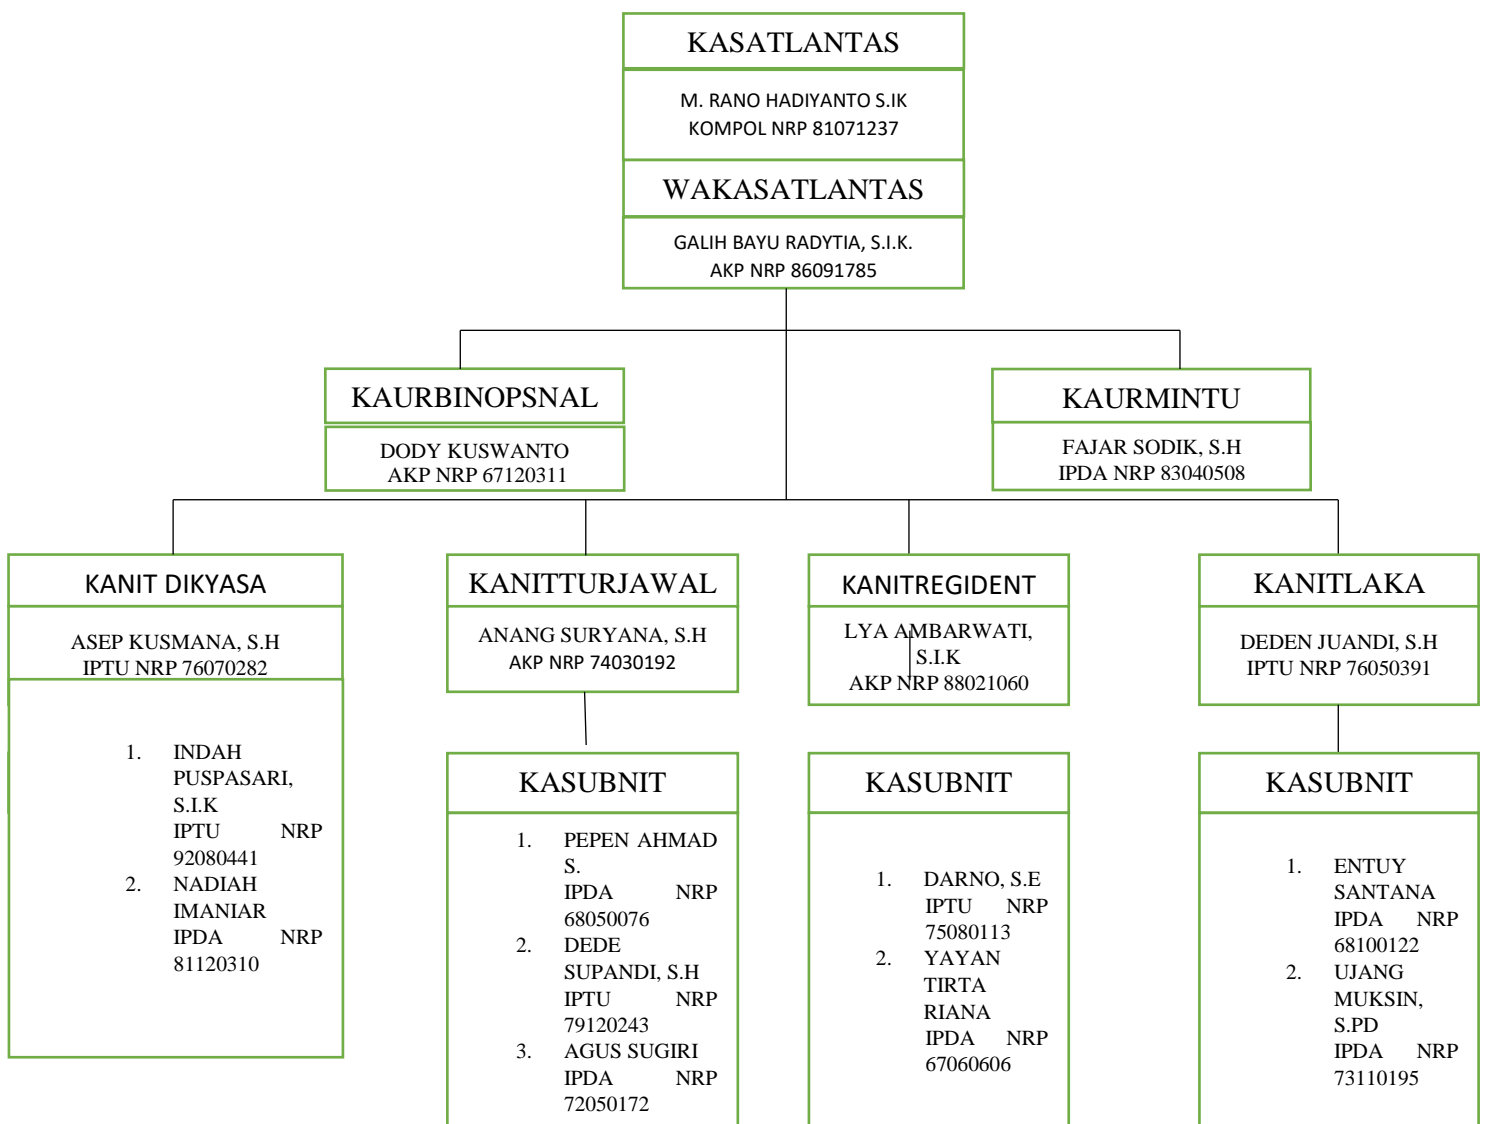 KASATLANTAS
M. RANO HADIYANTO S.IK
KOMPOL NRP 81071237
WAKASATLANTAS
GALIH BAYU RADYTIA, S.I.K.
AKP NRP 86091785
KAURBINOPSNAL
DODY KUSWANTO
AKP NRP 67120311
KAURMINTU
FAJAR SODIK, S.H
IPDA NRP 83040508
KANIT DIKYASA
ASEP KUSMANA, S.H
IPTU NRP 76070282
1. INDAH
PUSPASARI,
S.I.K
IPTU NRP
92080441
2. NADIAH
IMANIAR
IPDA NRP
81120310
KANITTURJAWAL
ANANG SURYANA, S.H
AKP NRP 74030192
KASUBNIT
1. PEPEN AHMAD
S.
IPDA NRP
68050076
2. DEDE
SUPANDI, S.H
IPTU NRP
79120243
3. AGUS SUGIRI
IPDA NRP
72050172
KANITREGIDENT
LYA AMBARWATI,
S.I.K
AKP NRP 88021060
KASUBNIT
1. DARNO, S.E
IPTU NRP
75080113
2. YAYAN
TIRTA
RIANA
IPDA NRP
67060606
KANITLAKA
DEDEN JUANDI, S.H
IPTU NRP 76050391
KASUBNIT
1. ENTUY
SANTANA
IPDA NRP
68100122
2. UJANG
MUKSIN,
S.PD
IPDA NRP
73110195